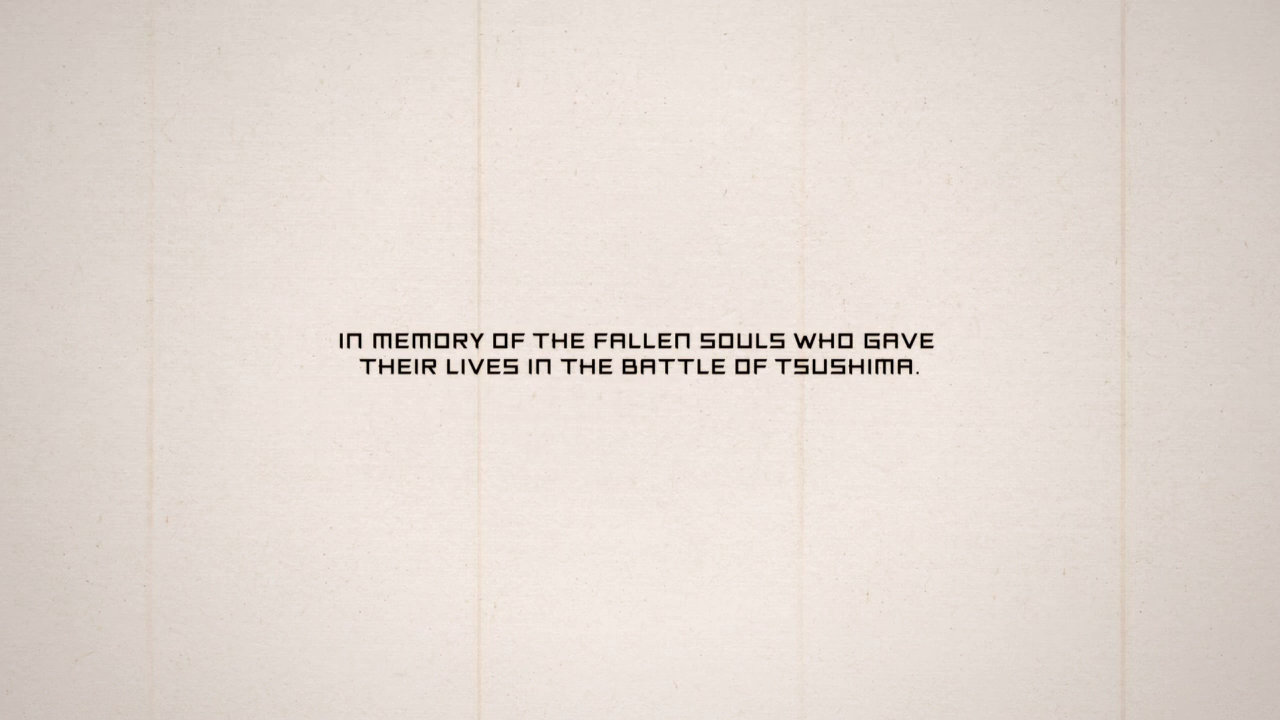 IN MEMORY OF THE FALLEN SOULS WHO GAVE
THEIR LIVES IN THE BATTLE OF TSUSHIMA.